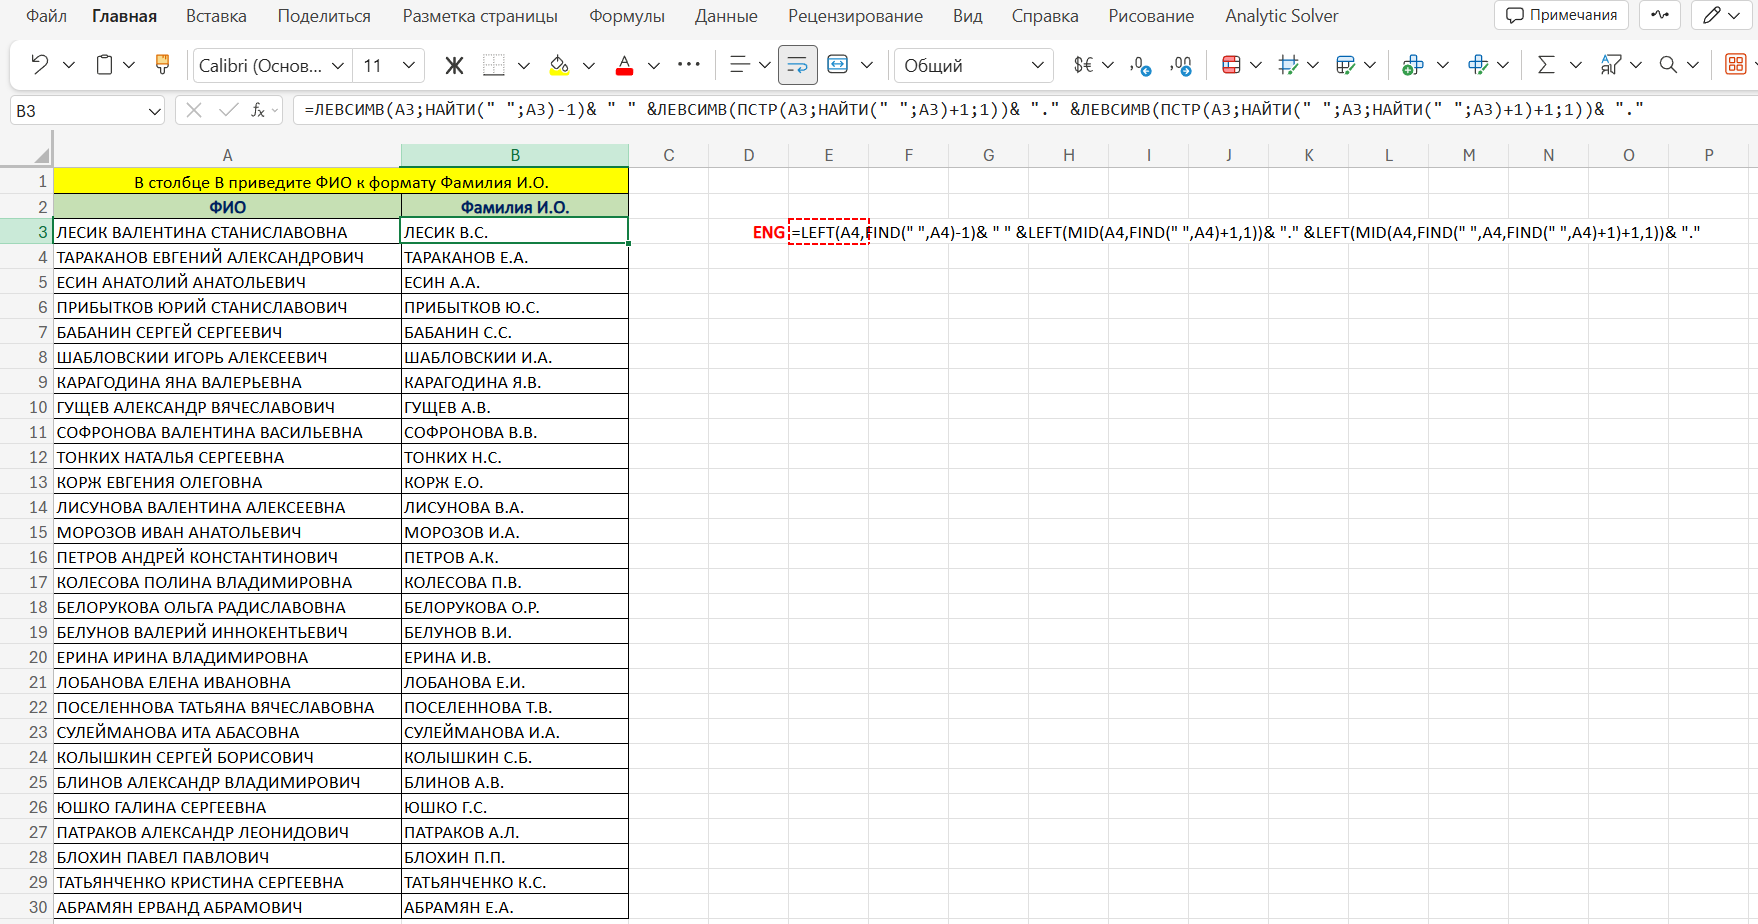 Файл Главная Вставка Поделиться Разметка страницы Формулы Данные Рецензирование Вид Справка Рисование Analytic Solver Примечания
Calibri (Основ... 11 Ж А Общий $€ ,0 ,00
B3 fx =ЛЕВСИМВ(A3;НАЙТИ(" ";A3)-1)& " " &ЛЕВСИМВ(ПСТР(A3;НАЙТИ(" ";A3)+1;1))& "." &ЛЕВСИМВ(ПСТР(A3;НАЙТИ(" ";A3;НАЙТИ(" ";A3)+1)+1;1))& "."
A B C D E F G H I J K L M N O P
1 В столбце В приведите ФИО к формату Фамилия И.О.
2 ФИО Фамилия И.О.
3 ЛЕСИК ВАЛЕНТИНА СТАНИСЛАВОВНА ЛЕСИК В.С. ENG =LEFT(A4,FIND(" ",A4)-1)& " " &LEFT(MID(A4,FIND(" ",A4)+1,1))& "." &LEFT(MID(A4,FIND(" ",A4,FIND(" ",A4)+1)+1,1))& "."
4 ТАРАКАНОВ ЕВГЕНИЙ АЛЕКСАНДРОВИЧ ТАРАКАНОВ Е.А.
5 ЕСИН АНАТОЛИЙ АНАТОЛЬЕВИЧ ЕСИН А.А.
6 ПРИБЫТКОВ ЮРИЙ СТАНИСЛАВОВИЧ ПРИБЫТКОВ Ю.С.
7 БАБАНИН СЕРГЕЙ СЕРГЕЕВИЧ БАБАНИН С.С.
8 ШАБЛОВСКИИ ИГОРЬ АЛЕКСЕЕВИЧ ШАБЛОВСКИИ И.А.
9 КАРАГОДИНА ЯНА ВАЛЕРЬЕВНА КАРАГОДИНА Я.В.
10 ГУЩЕВ АЛЕКСАНДР ВЯЧЕСЛАВОВИЧ ГУЩЕВ А.В.
11 СОФРОНОВА ВАЛЕНТИНА ВАСИЛЬЕВНА СОФРОНОВА В.В.
12 ТОНКИХ НАТАЛЬЯ СЕРГЕЕВНА ТОНКИХ Н.С.
13 КОРЖ ЕВГЕНИЯ ОЛЕГОВНА КОРЖ Е.О.
14 ЛИСУНОВА ВАЛЕНТИНА АЛЕКСЕЕВНА ЛИСУНОВА В.А.
15 МОРОЗОВ ИВАН АНАТОЛЬЕВИЧ МОРОЗОВ И.А.
16 ПЕТРОВ АНДРЕЙ КОНСТАНТИНОВИЧ ПЕТРОВ А.К.
17 КОЛЕСОВА ПОЛИНА ВЛАДИМИРОВНА КОЛЕСОВА П.В.
18 БЕЛОРУКОВА ОЛЬГА РАДИСЛАВОВНА БЕЛОРУКОВА О.Р.
19 БЕЛУНОВ ВАЛЕРИЙ ИННОКЕНТЬЕВИЧ БЕЛУНОВ В.И.
20 ЕРИНА ИРИНА ВЛАДИМИРОВНА ЕРИНА И.В.
21 ЛОБАНОВА ЕЛЕНА ИВАНОВНА ЛОБАНОВА Е.И.
22 ПОСЕЛЕННОВА ТАТЬЯНА ВЯЧЕСЛАВОВНА ПОСЕЛЕННОВА Т.В.
23 СУЛЕЙМАНОВА ИТА АБАСОВНА СУЛЕЙМАНОВА И.А.
24 КОЛЫШКИН СЕРГЕЙ БОРИСОВИЧ КОЛЫШКИН С.Б.
25 БЛИНОВ АЛЕКСАНДР ВЛАДИМИРОВИЧ БЛИНОВ А.В.
26 ЮШКО ГАЛИНА СЕРГЕЕВНА ЮШКО Г.С.
27 ПАТРАКОВ АЛЕКСАНДР ЛЕОНИДОВИЧ ПАТРАКОВ А.Л.
28 БЛОХИН ПАВЕЛ ПАВЛОВИЧ БЛОХИН П.П.
29 ТАТЬЯНЧЕНКО КРИСТИНА СЕРГЕЕВНА ТАТЬЯНЧЕНКО К.С.
30 АБРАМЯН ЕРВАНД АБРАМОВИЧ АБРАМЯН Е.А.